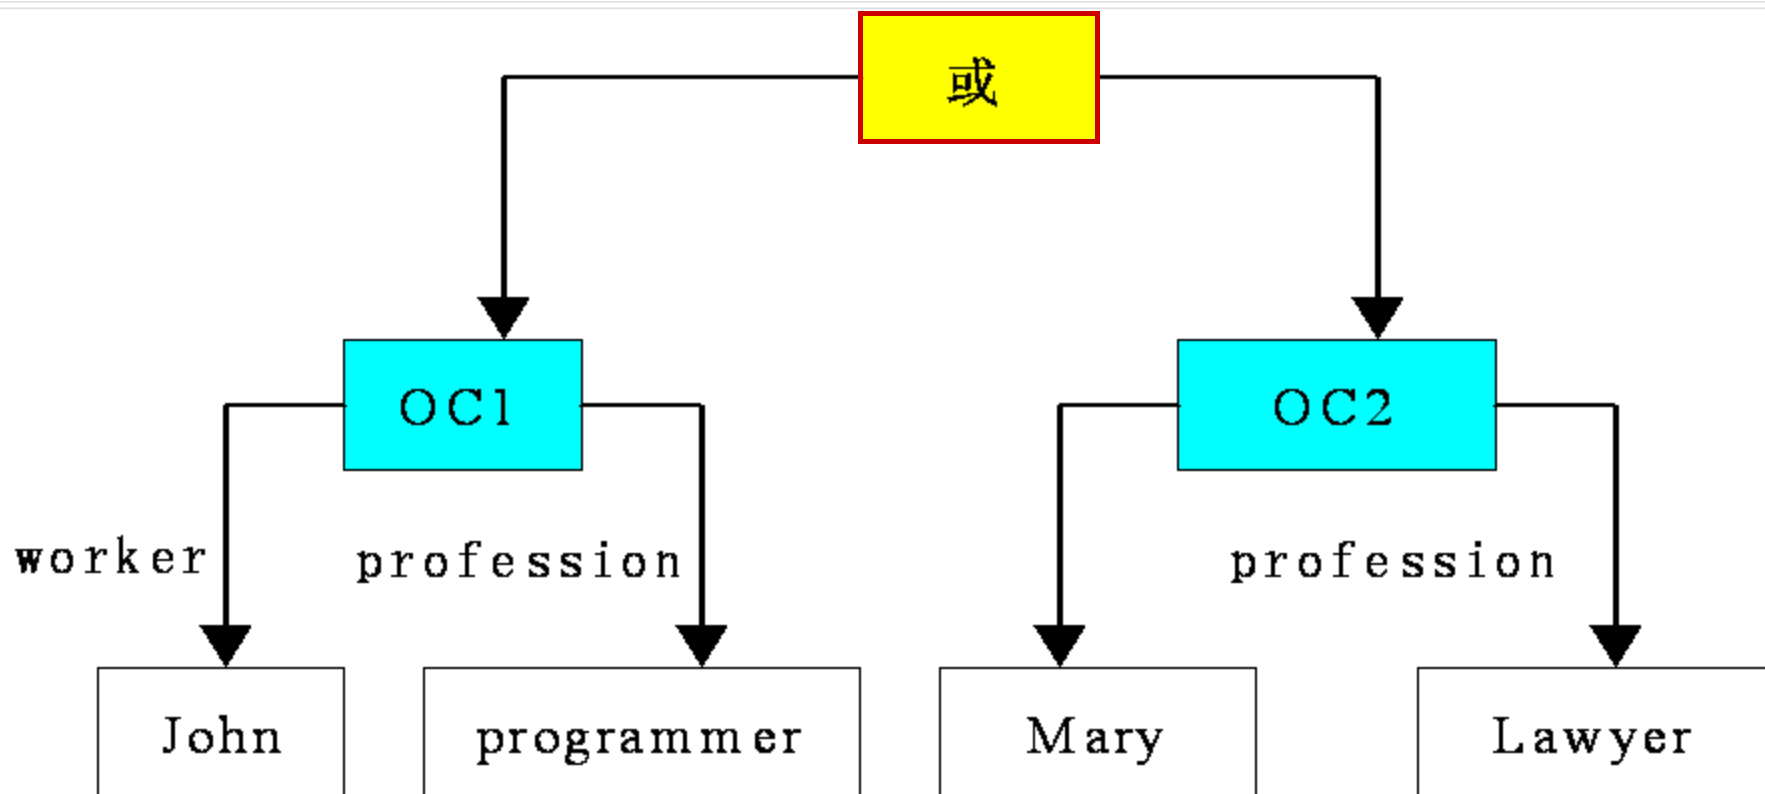 或
OC1
OC2
worker
profession
profession
John
programmer
Mary
Lawyer